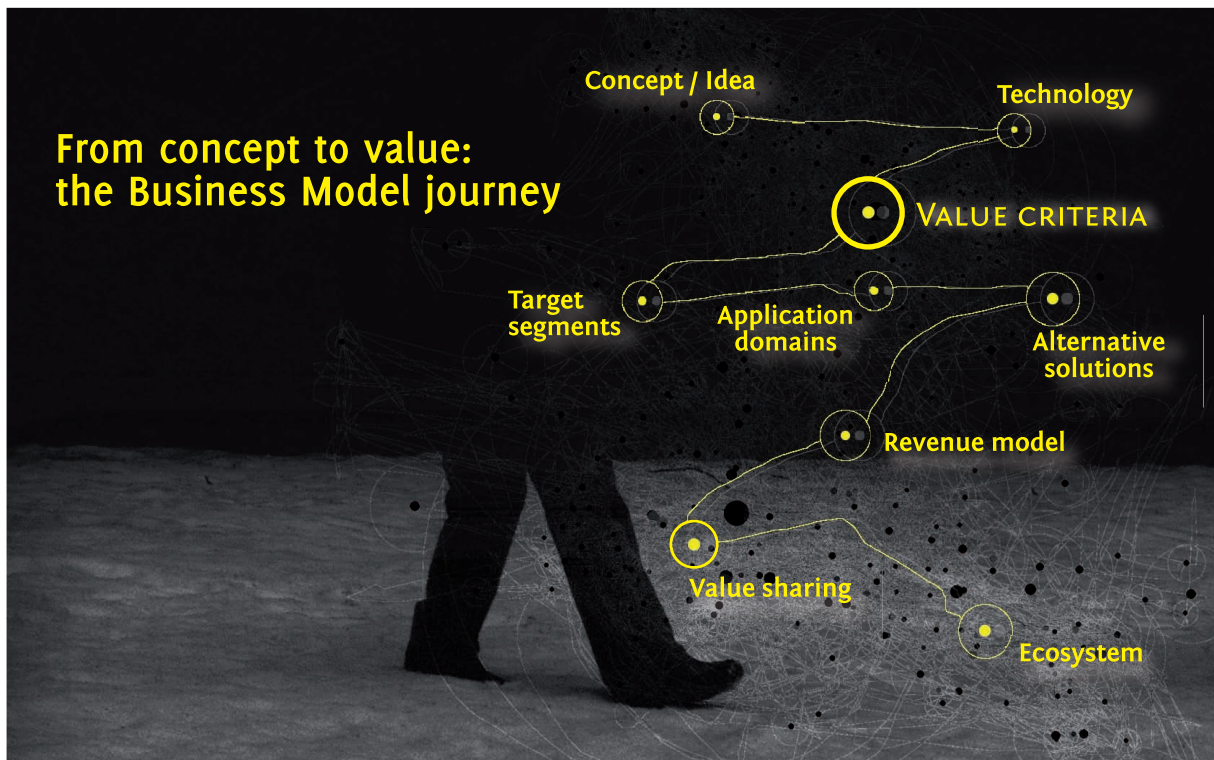 Concept / Idea
Technology
From concept to value:
the Business Model journey
VALUE CRITERIA
Target
segments
Application
domains
Alternative
solutions
Revenue model
Value sharing
Ecosystem